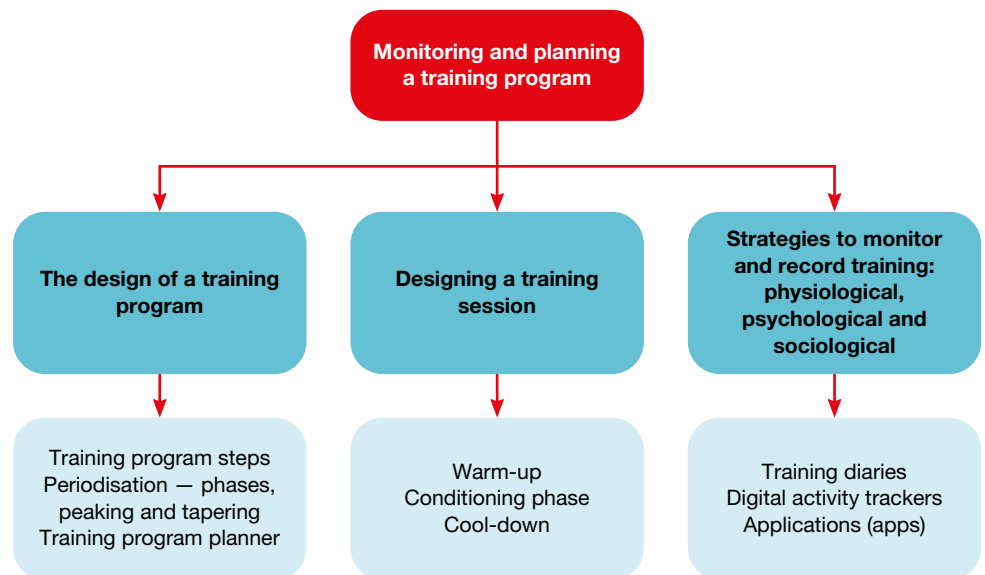 Monitoring and planning
a training program
The design of a training
program
Designing a training
session
Strategies to monitor
and record training:
physiological,
psychological and
sociological
Training program steps
Periodisation — phases,
peaking and tapering
Training program planner
Warm-up
Conditioning phase
Cool-down
Training diaries
Digital activity trackers
Applications (apps)